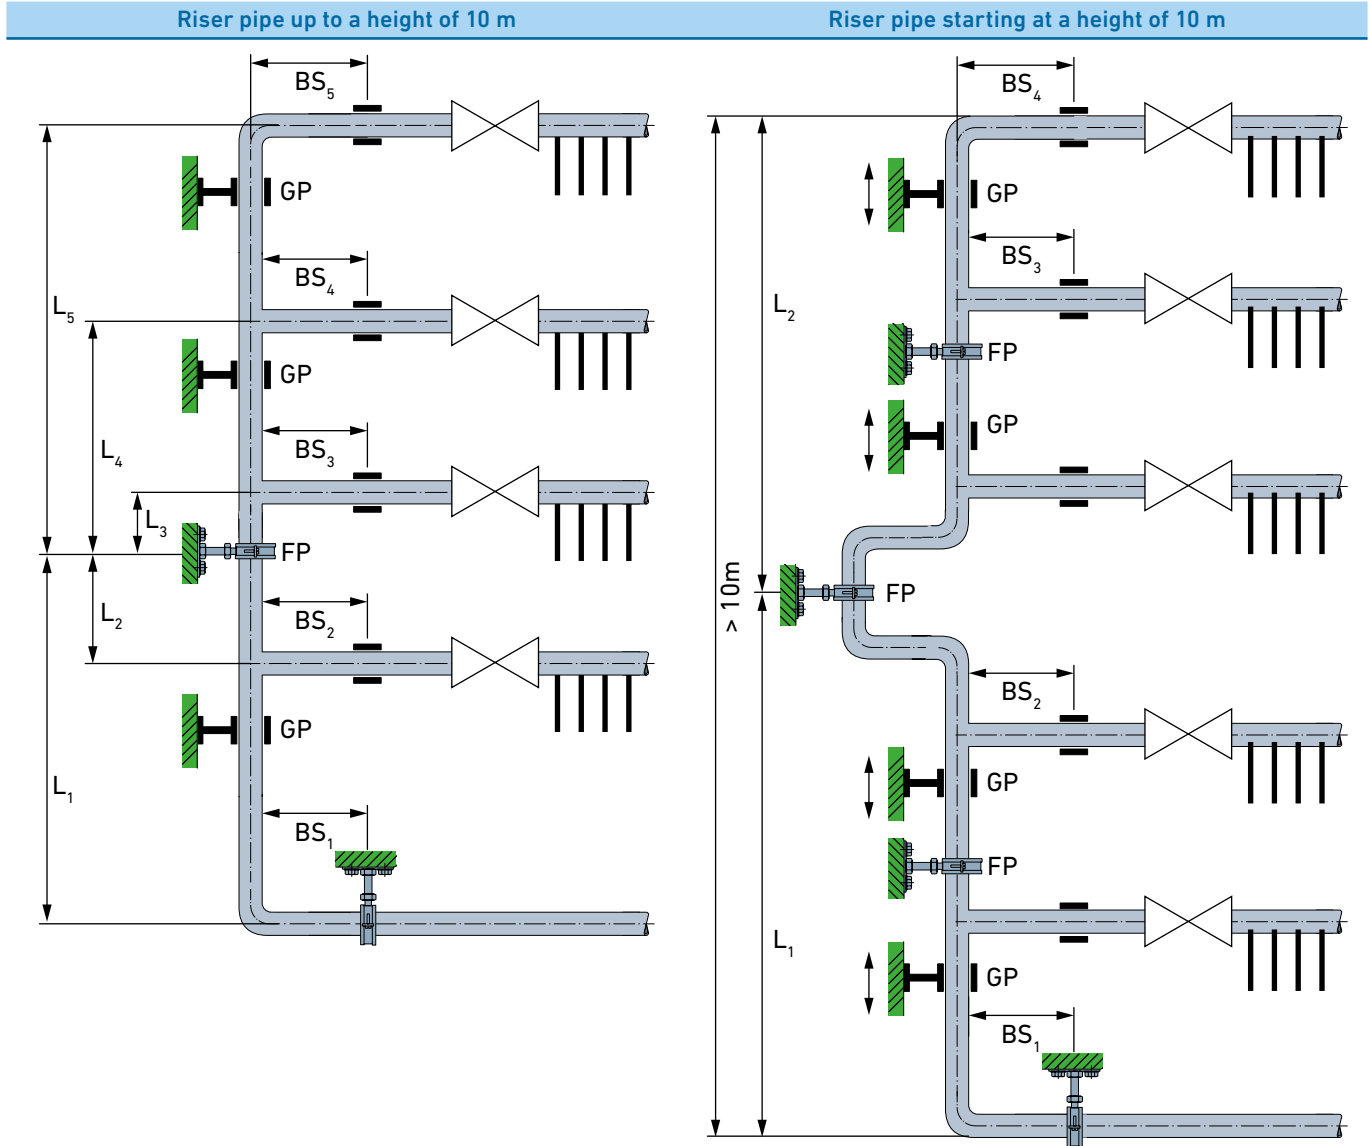 Riser pipe up to a height of 10 m
Riser pipe starting at a height of 10 m
BS5
GP
BS4
L5
GP
BS3
L4
L3
FP
L2
BS2
GP
L1
BS1
BS4
GP
BS3
L2
FP
GP
> 10m
FP
BS2
GP
FP
L1
GP
BS1